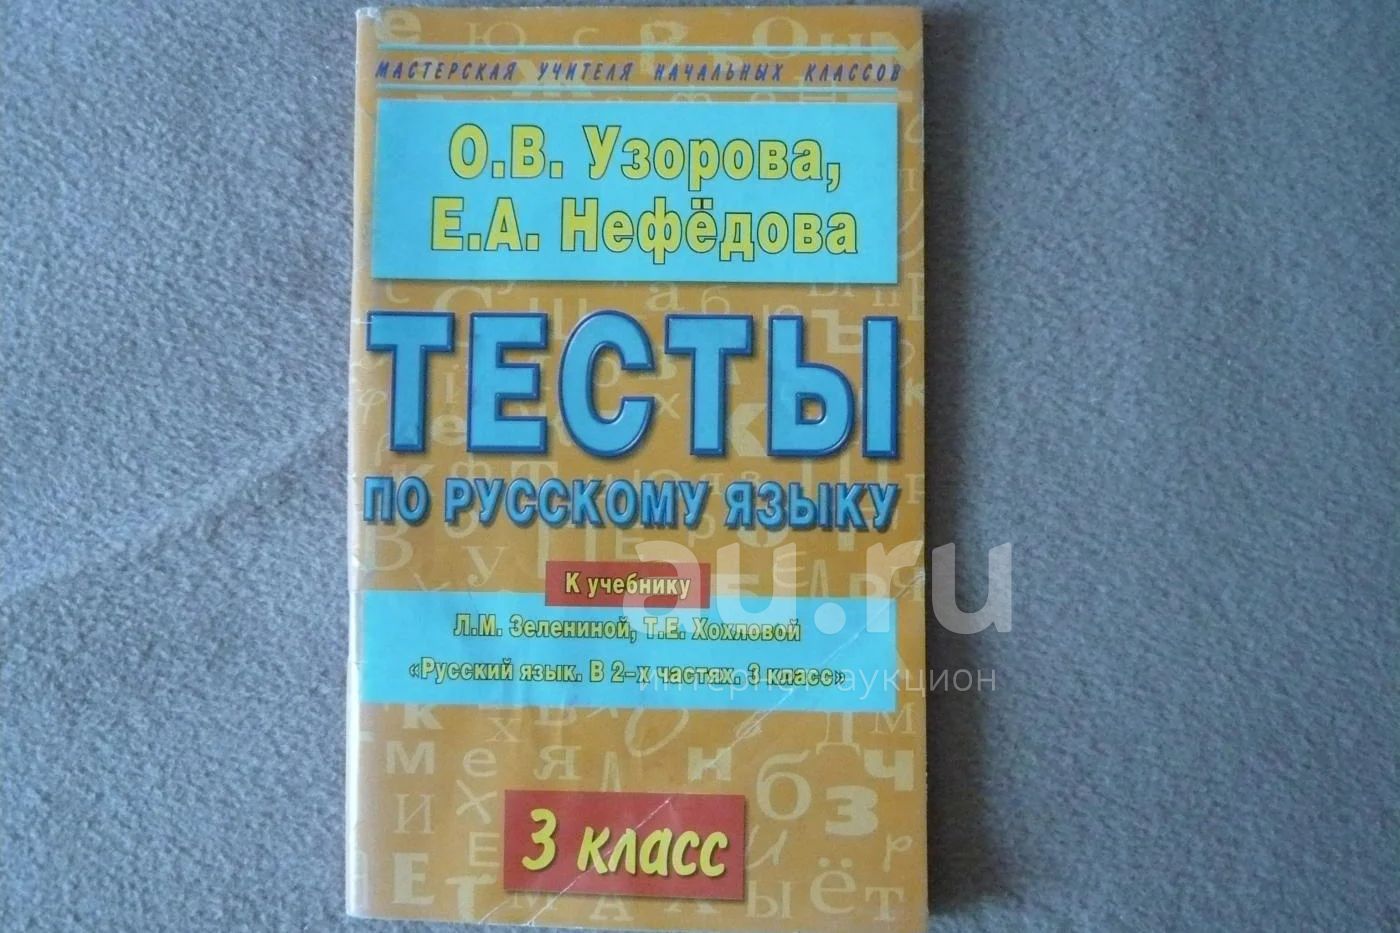 МАСТЕРСКАЯ УЧИТЕЛЯ НАЧАЛЬНЫХ КЛАССОВ
О.В. Узорова,
Е.А. Нефёдова
ТЕСТЫ
ПО РУССКОМУ ЯЗЫКУ
К учебнику
Л.М. Зелениной, Т.Е. Хохловой
«Русский язык. В 2-х частях. 3 класс»
3 класс
au.ru
интернет-аукцион